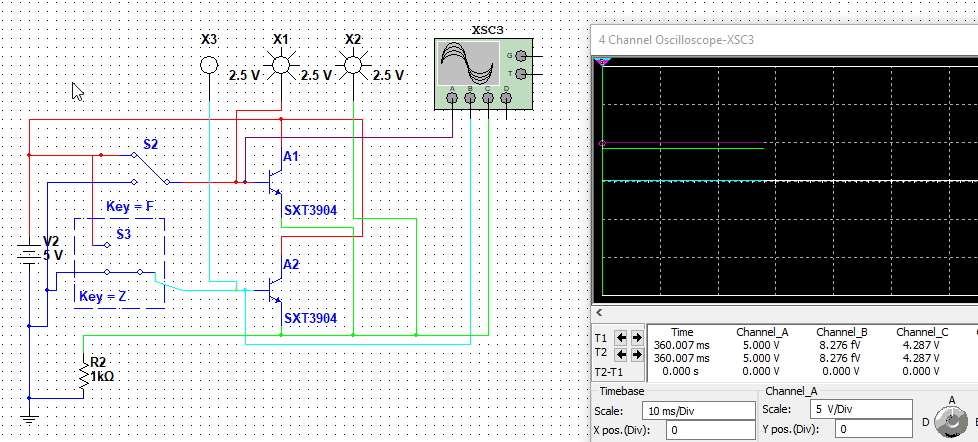 XSC3
4 Channel Oscilloscope-XSC3
X3
X1
X2
2.5 V
2.5 V
2.5 V
G
T
A
B
C
D
S2
A1
SXT3904
Key = F
S3
V2
5 V
A2
Key = Z
SXT3904
R2
1kΩ
Time Channel_A Channel_B Channel_C
T1 360.007 ms 5.000 V 8.276 fV 4.287 V
T2 360.007 ms 5.000 V 8.276 fV 4.287 V
T2-T1 0.000 s 0.000 V 0.000 V 0.000 V
Timebase
Scale: 10 ms/Div
X pos.(Div): 0
Channel_A
Scale: 5 V/Div
Y pos.(Div): 0
A
D